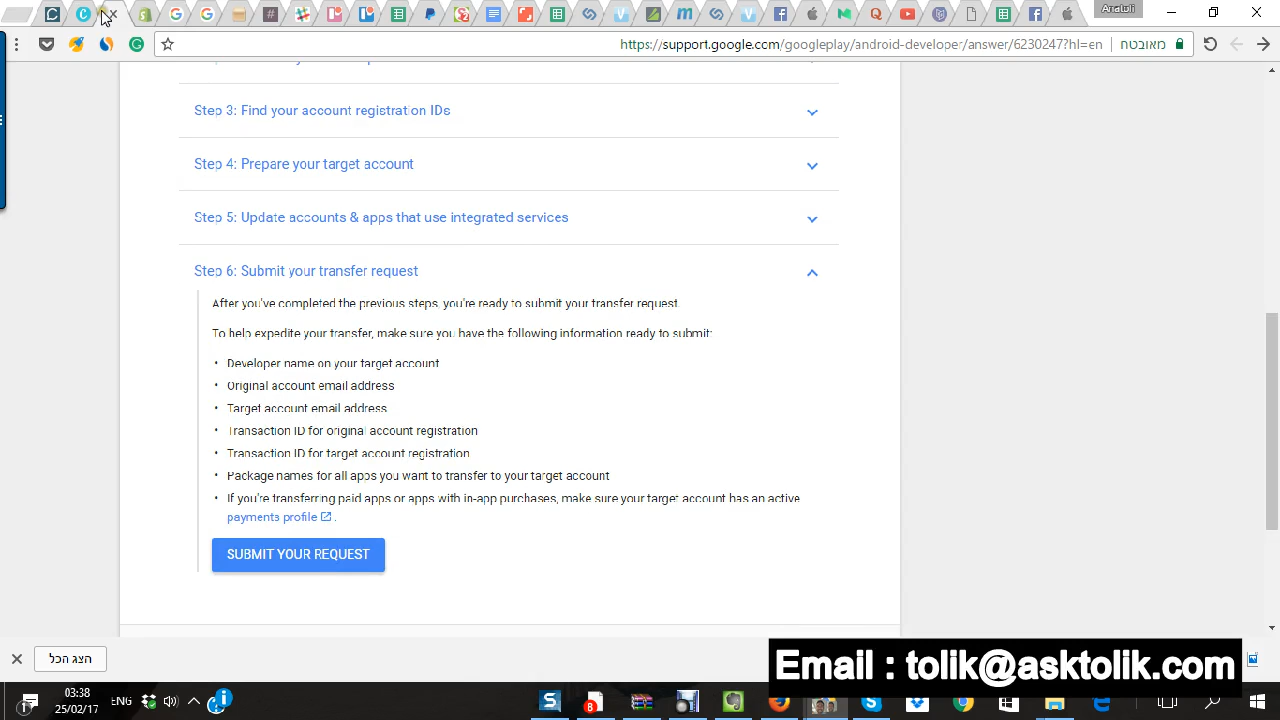 Anatoli
https://support.google.com/googleplay/android-developer/answer/6230247?hl=en
מאובטח
Step 3: Find your account registration IDs
Step 4: Prepare your target account
Step 5: Update accounts & apps that use integrated services
Step 6: Submit your transfer request
After you've completed the previous steps, you're ready to submit your transfer request.
To help expedite your transfer, make sure you have the following information ready to submit:
• Developer name on your target account
• Original account email address
• Target account email address
• Transaction ID for original account registration
• Transaction ID for target account registration
• Package names for all apps you want to transfer to your target account
• If you're transferring paid apps or apps with in-app purchases, make sure your target account has an active
payments profile.
SUBMIT YOUR REQUEST
הצג הכל
Email : tolik@asktolik.com
03:38
25/02/17
ENG
8